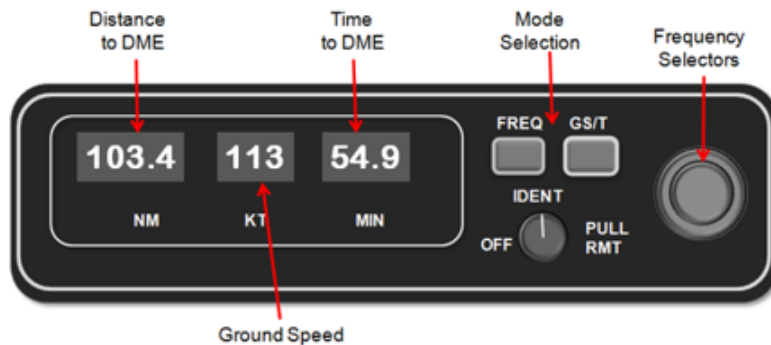 Distance
to DME
Time
to DME
Mode
Selection
Frequency
Selectors
FREQ GS/T
103.4 113 54.9
NM KT MIN
IDENT
OFF
PULL
RMT
Ground Speed